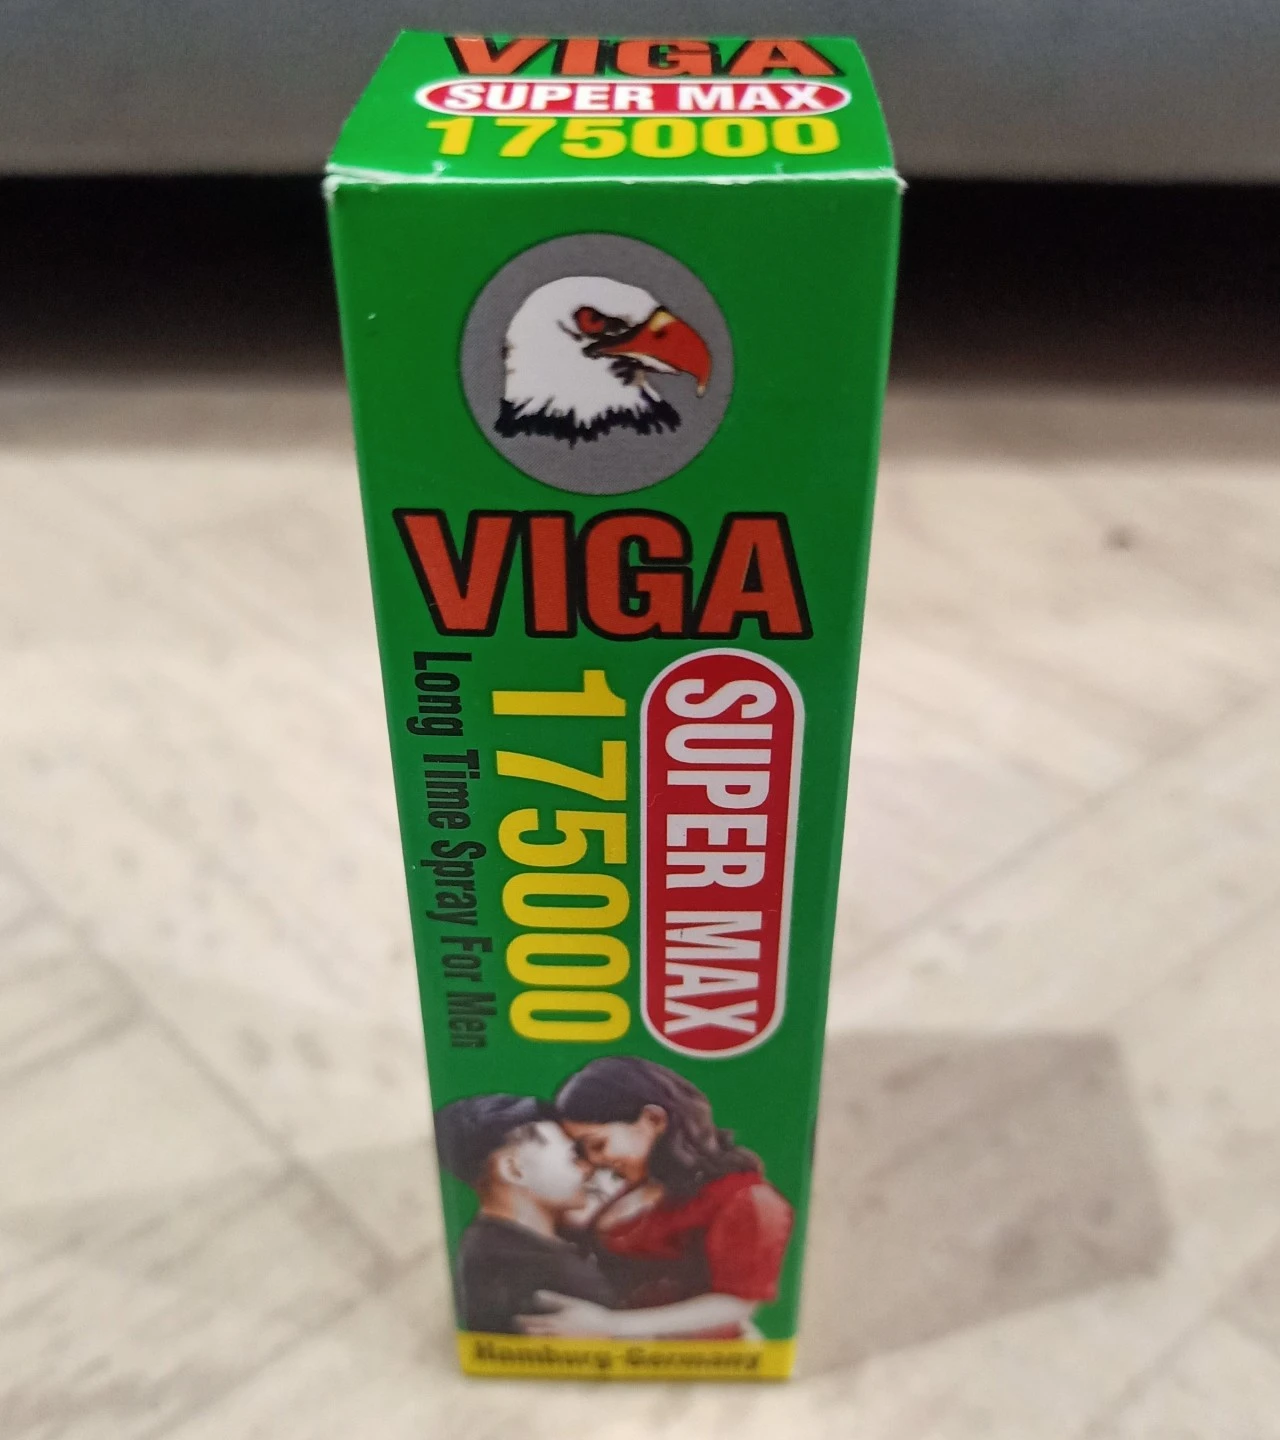 VIGA
SUPER MAX
175000
VIGA
SUPER MAX
175000
Long Time Spray For Men
Hamburg-Germany